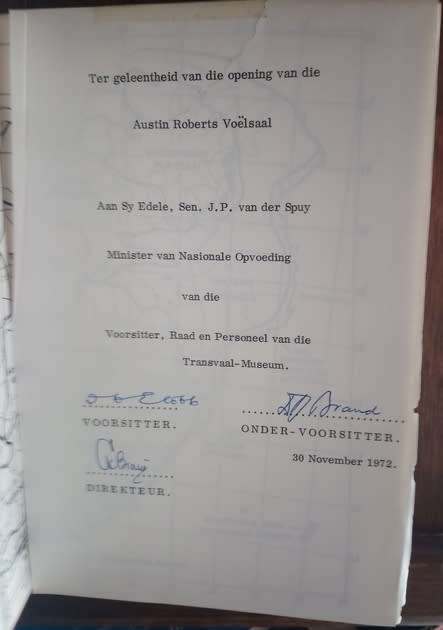 Ter geleentheid van die opening van die
Austin Roberts Voëlsaal
Aan Sy Edele, Sen. J.P. van der Spuy
Minister van Nasionale Opvoeding
van die
Voorsitter, Raad en Personeel van die
Transvaal-Museum.
VOORSITTER.
Brand
ONDER-VOORSITTER.
30 November 1972.
DIREKTEUR.